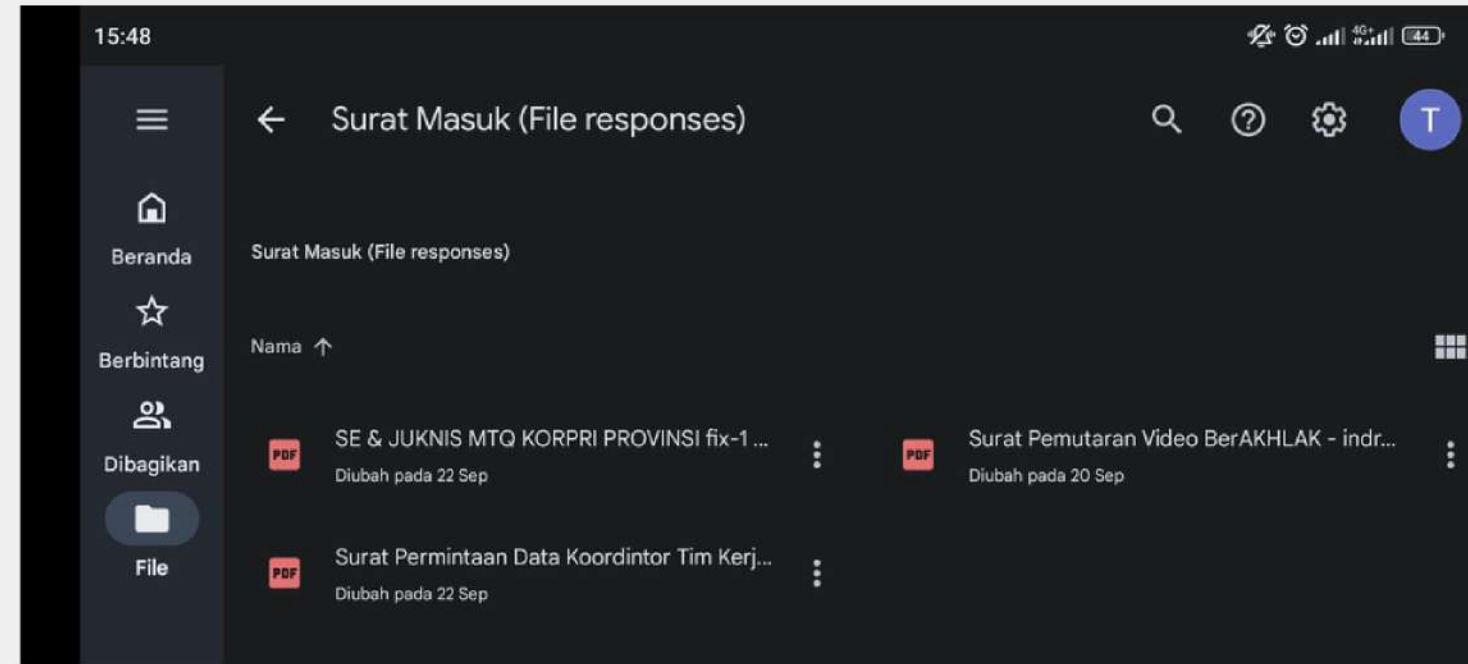 15:48
4G+
44
Surat Masuk (File responses)
T
Beranda
Berbintang
Dibagikan
File
Surat Masuk (File responses)
Nama
PDF
SE & JUKNIS MTQ KORPRI PROVINSI fix-1 ...
Diubah pada 22 Sep
PDF
Surat Pemutaran Video BerAKHLAK - indr...
Diubah pada 20 Sep
PDF
Surat Permintaan Data Koordintor Tim Kerj...
Diubah pada 22 Sep